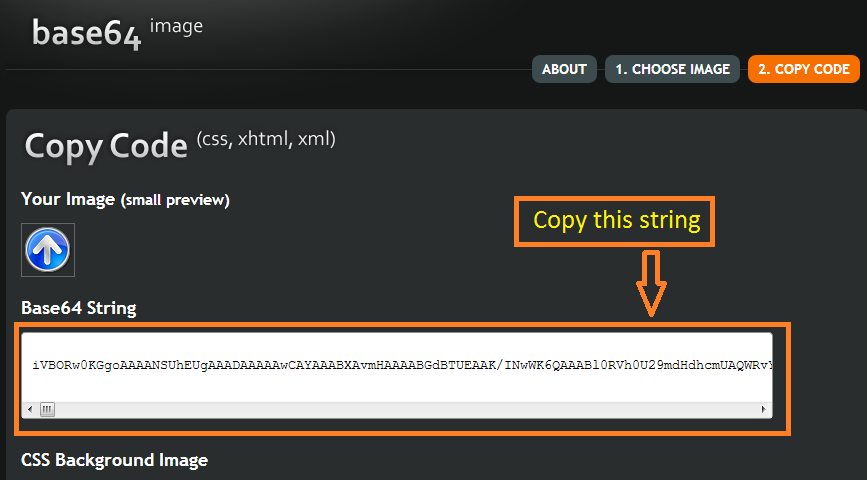 base64 image
ABOUT 1. CHOOSE IMAGE 2. COPY CODE
Copy Code (css, xhtml, xml)
Your Image (small preview)
Copy this string
Base64 String
iVBORw0KGgoAAAANSUhEUgAAADAAAAAwCAYAAABXAvmHAAAABGdBTUEAAK/INwWK6QAAABl0RVh0U29mdHdhcmUAQWRv
CSS Background Image